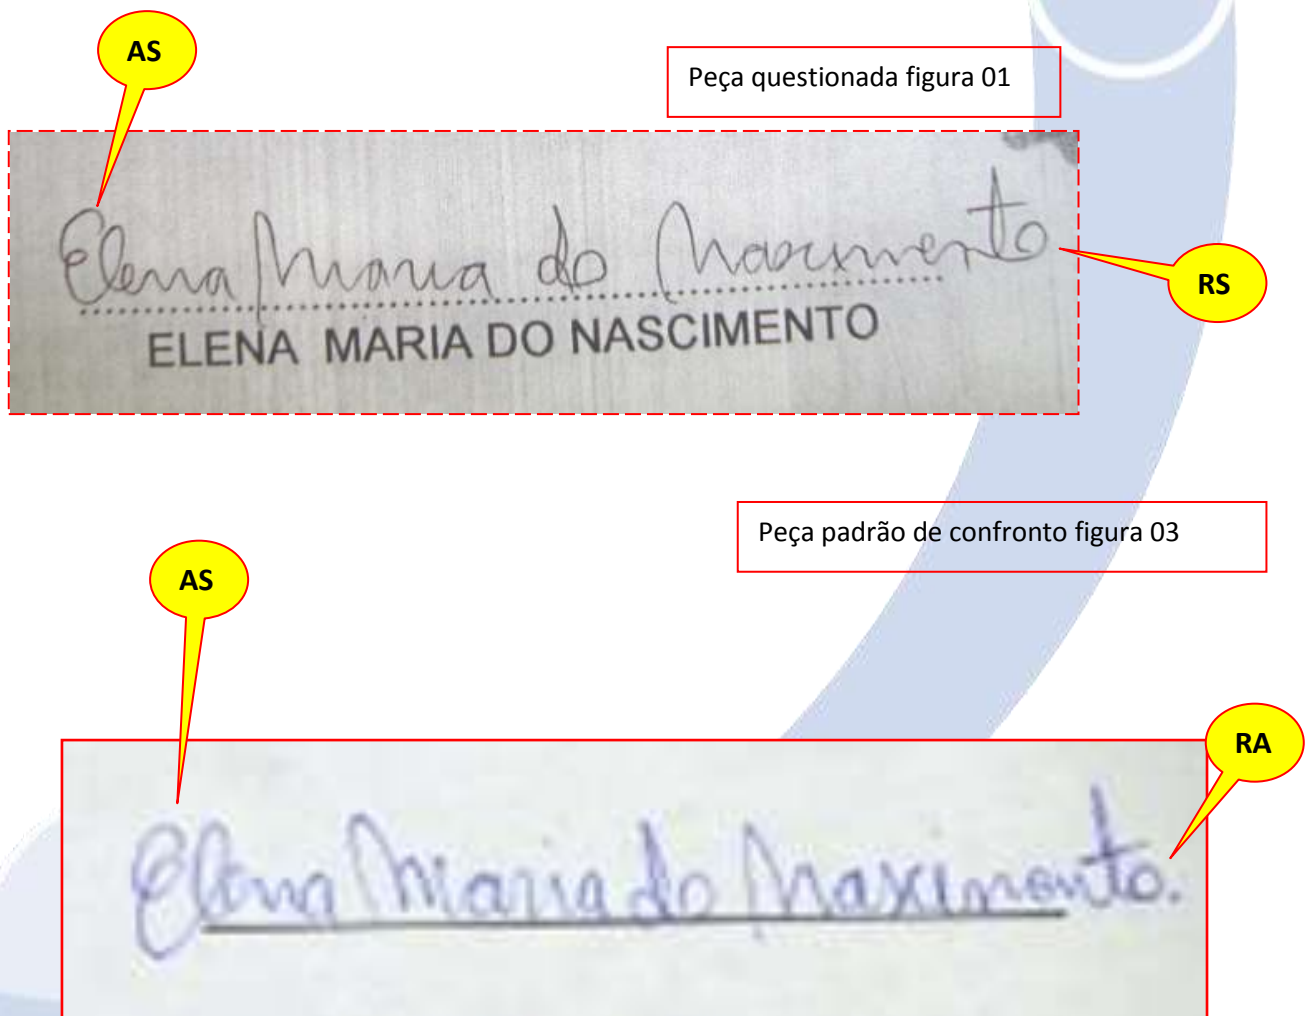 AS
Peça questionada figura 01
Elena Maria do Nascimento
RS
ELENA MARIA DO NASCIMENTO
Peça padrão de confronto figura 03
AS
RA
Elena Maria do Naximento.